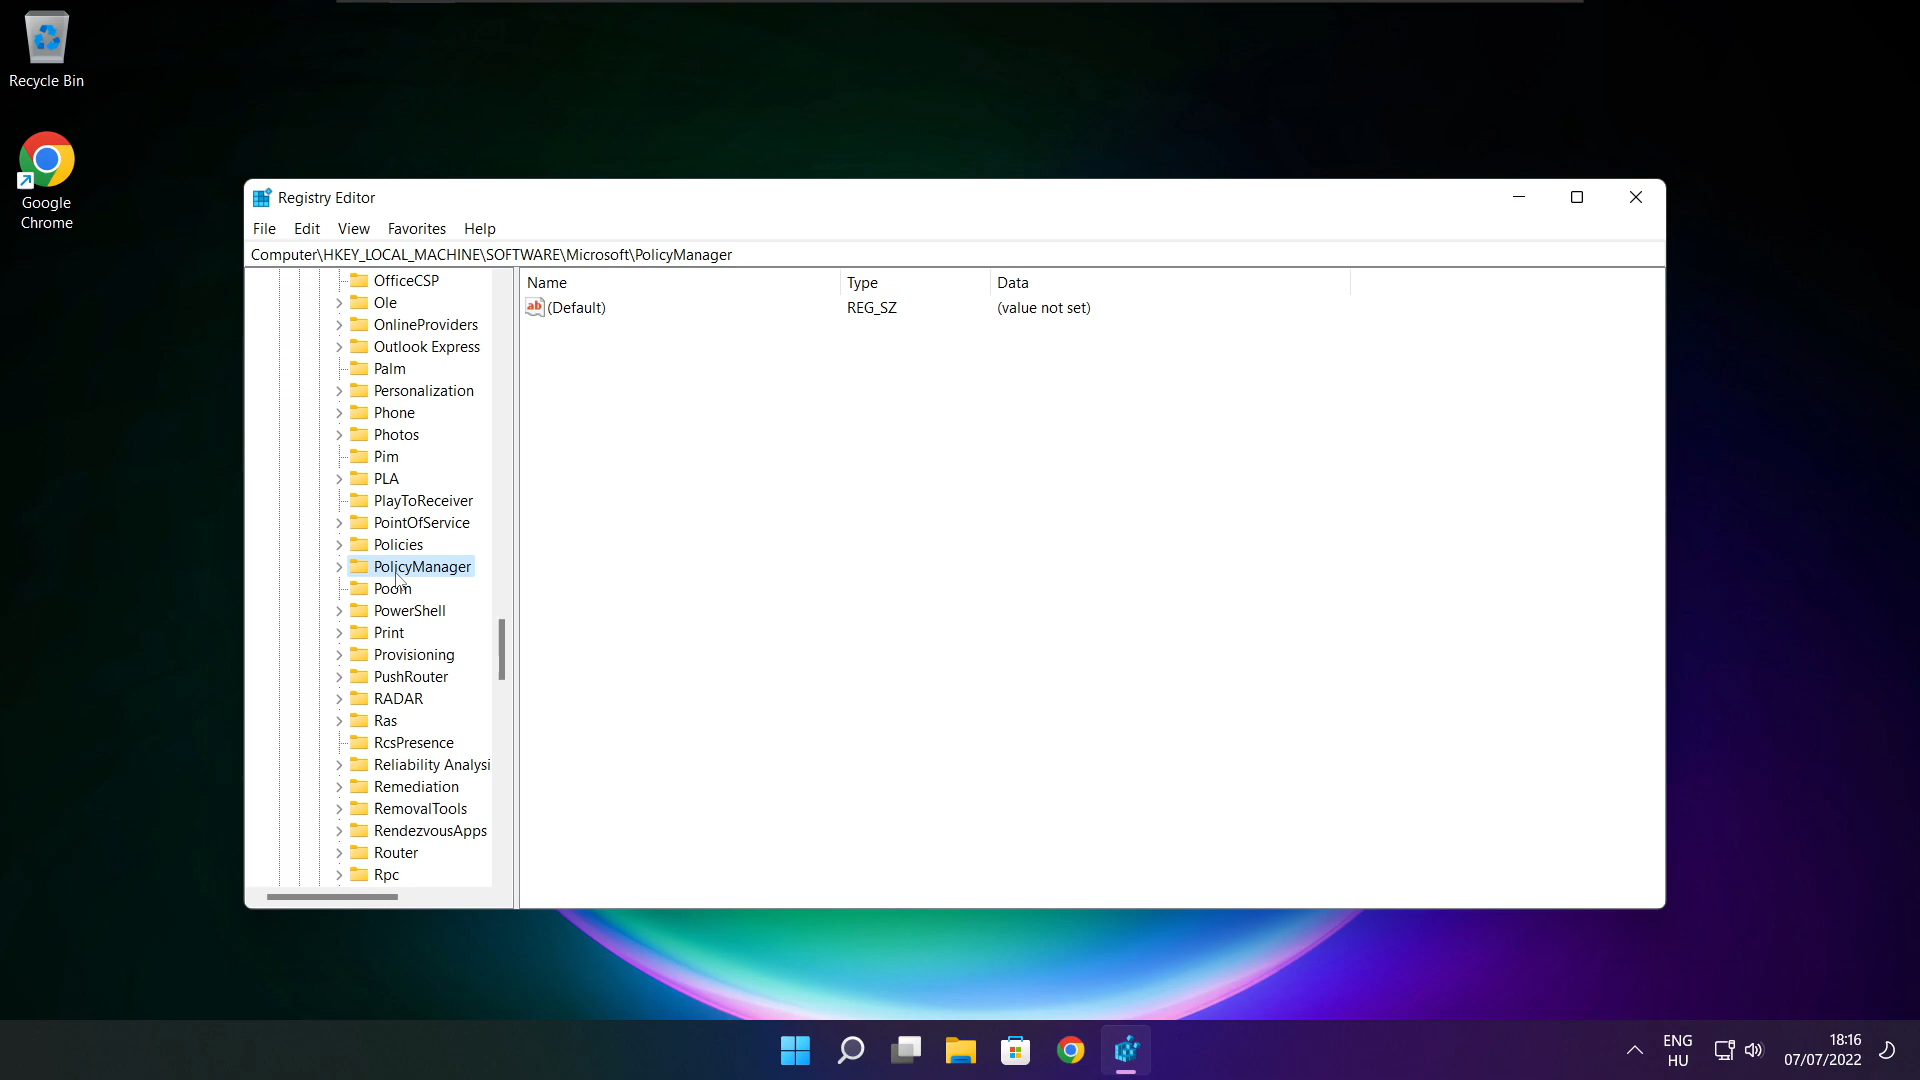 Recycle Bin
Google
Chrome
Registry Editor
File Edit View Favorites Help
Computer\HKEY_LOCAL_MACHINE\SOFTWARE\Microsoft\PolicyManager
OfficeCSP
Ole
OnlineProviders
Outlook Express
Palm
Personalization
Phone
Photos
Pim
PLA
PlayToReceiver
PointOfService
Policies
PolicyManager
Poom
PowerShell
Print
Provisioning
PushRouter
RADAR
Ras
RcsPresence
Reliability Analysi
Remediation
RemovalTools
RendezvousApps
Router
Rpc
Name Type Data
ab (Default) REG_SZ (value not set)
ENG
HU
18:16
07/07/2022